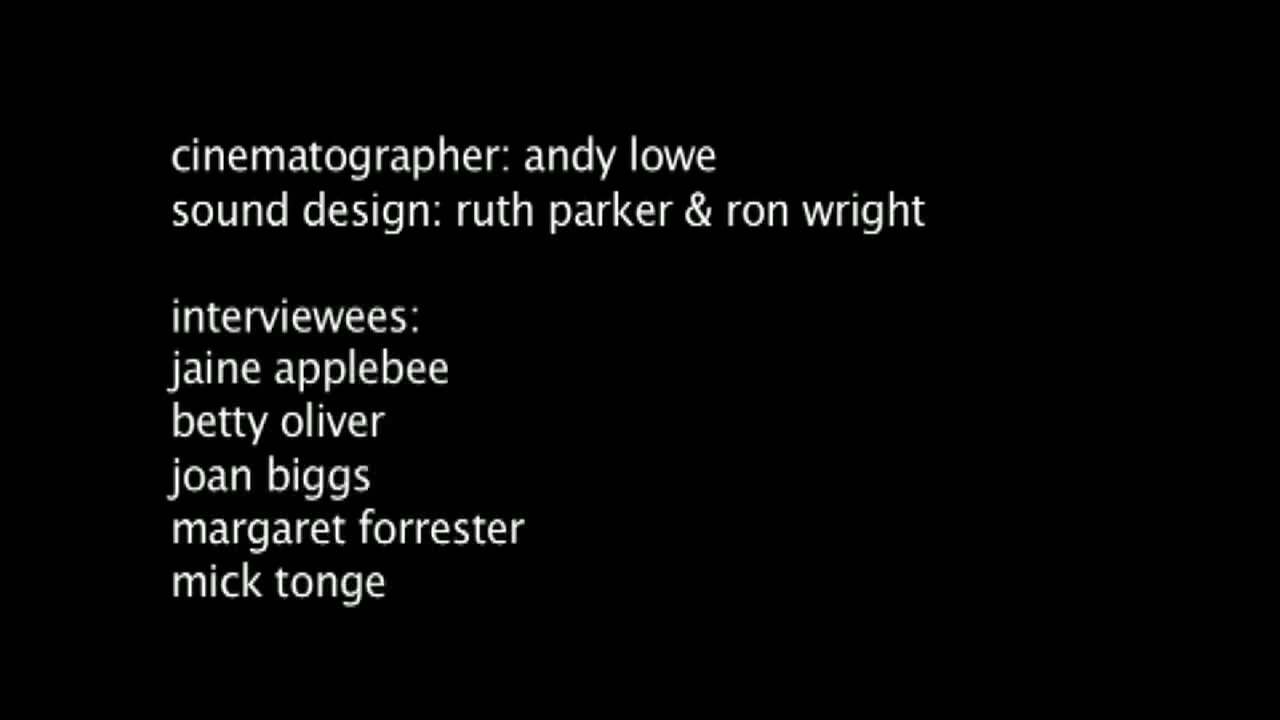 cinematographer: andy lowe
sound design: ruth parker & ron wright
interviewees:
jaine applebee
betty oliver
joan biggs
margaret forrester
mick tonge